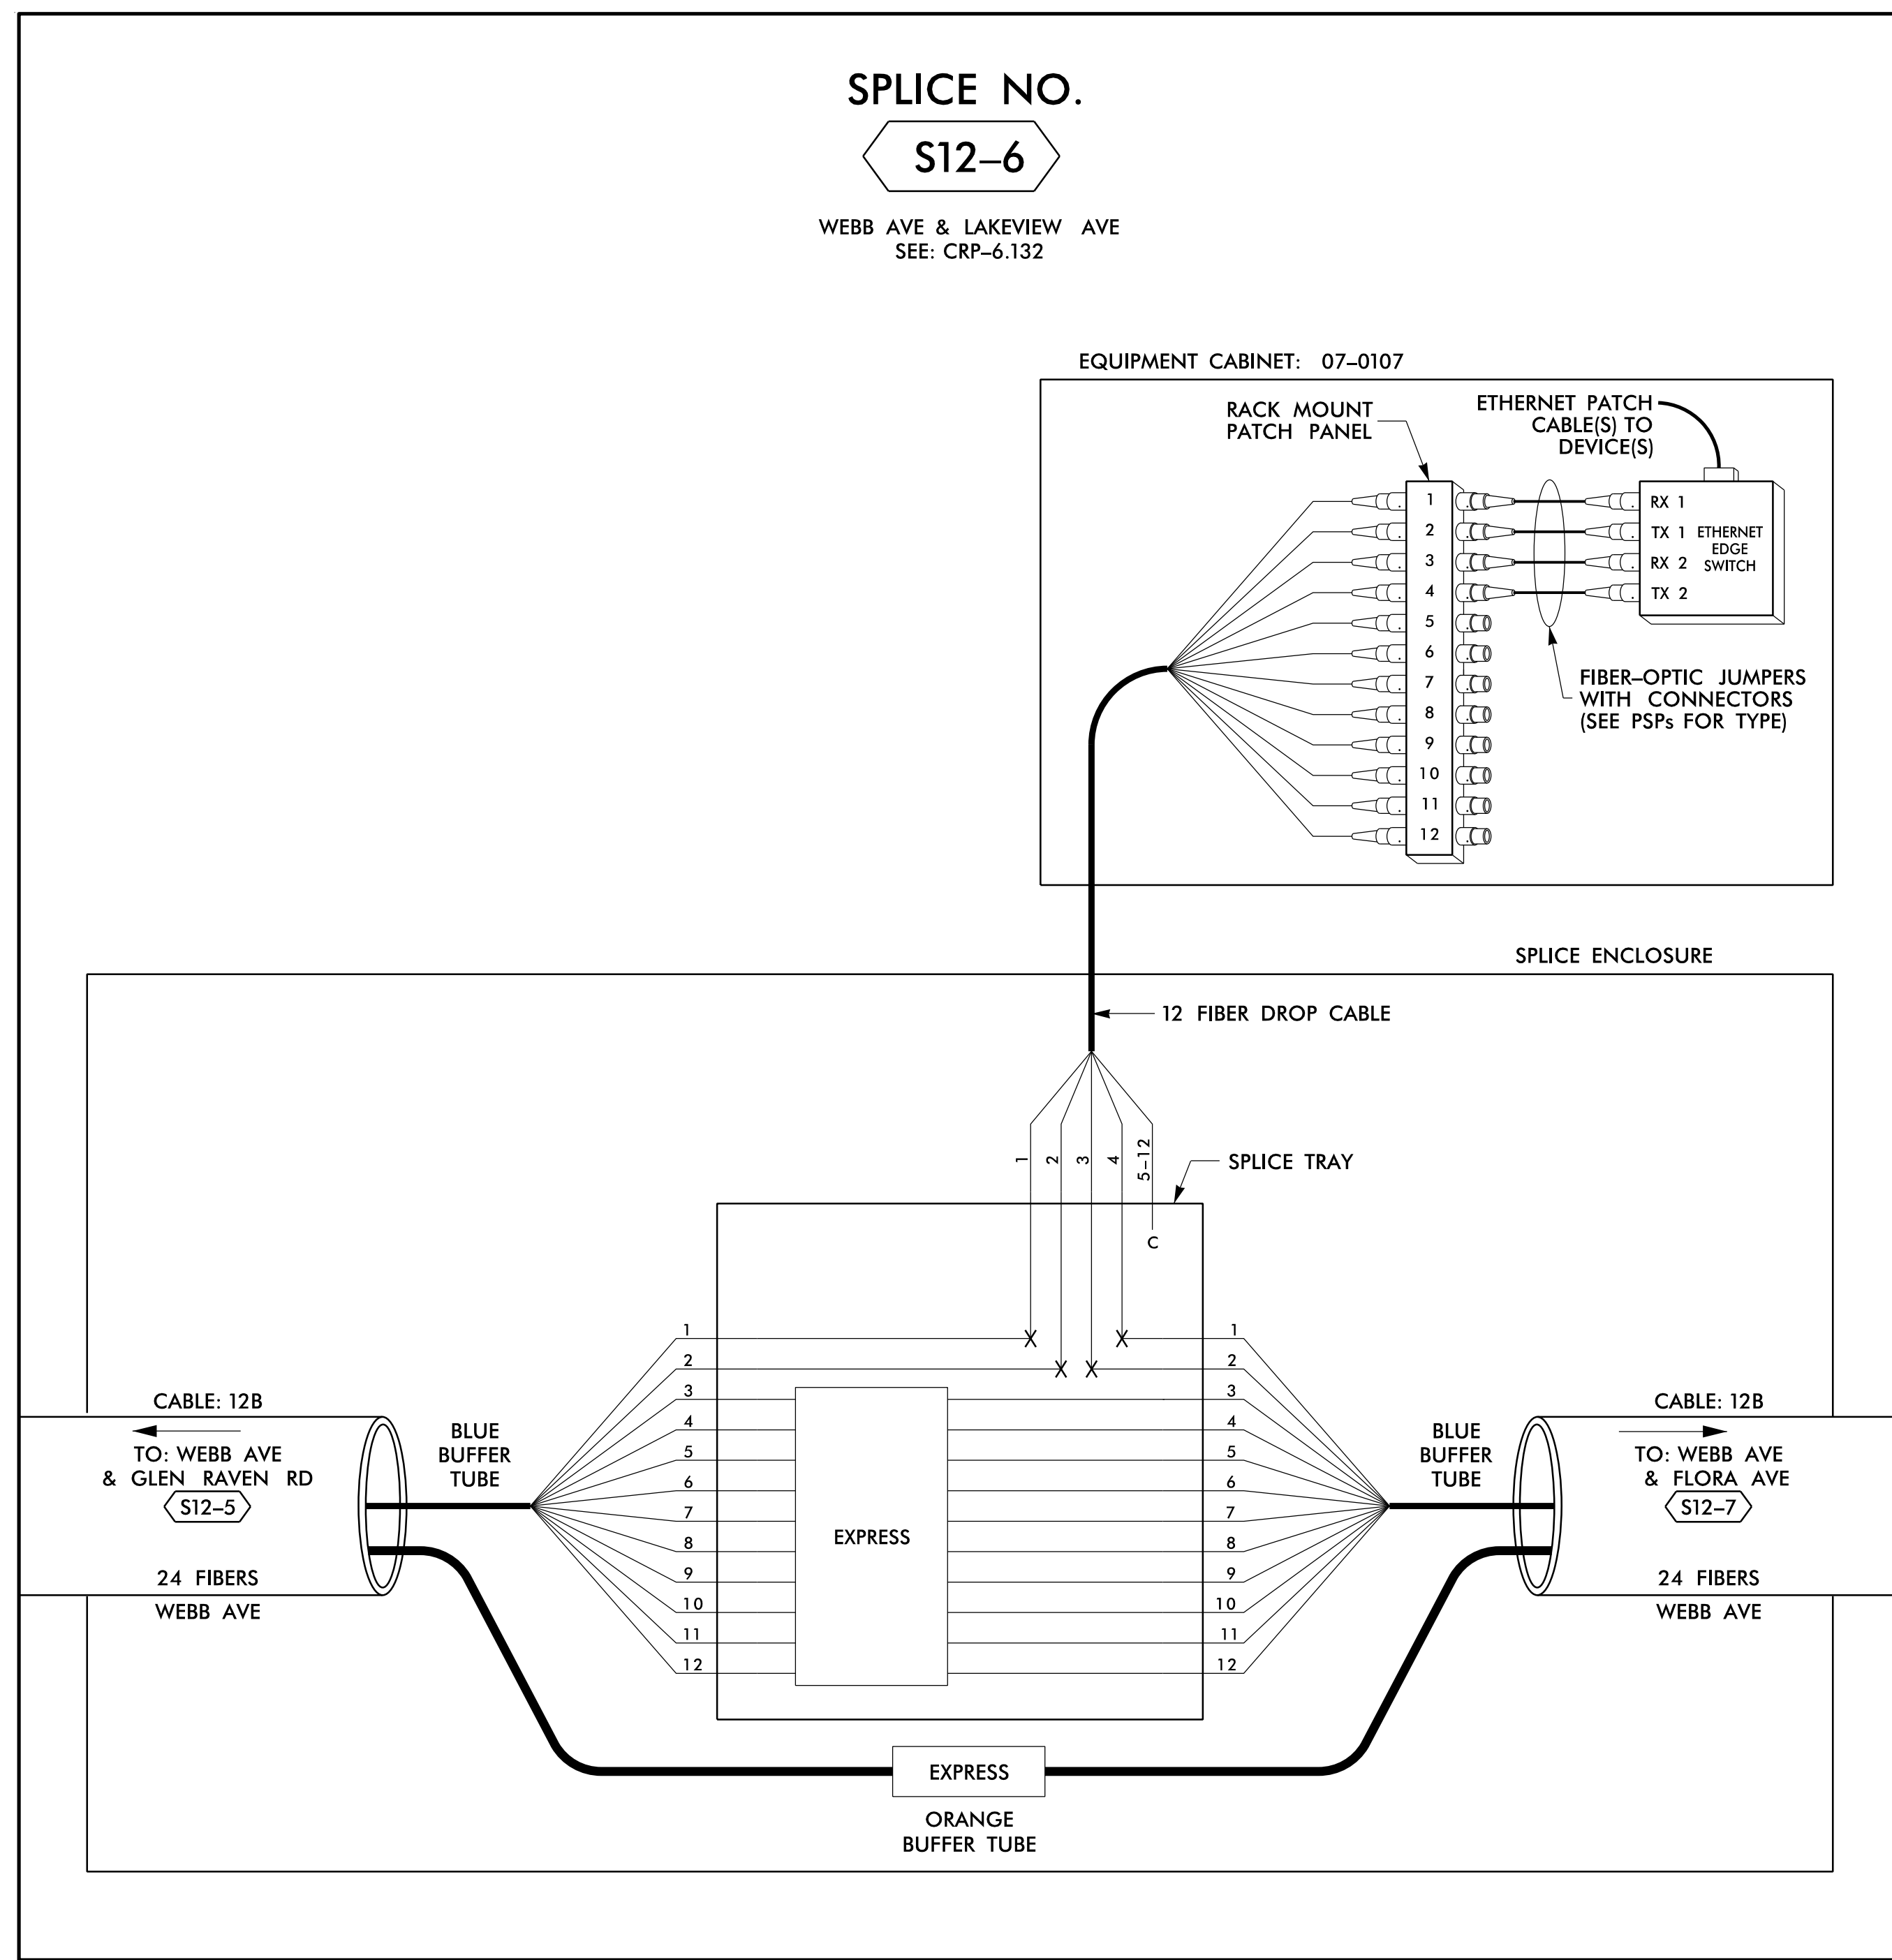 SPLICE NO.
S12–6
WEBB AVE & LAKEVIEW AVE
SEE: CRP–6.132
EQUIPMENT CABINET: 07–0107
RACK MOUNT
PATCH PANEL
ETHERNET PATCH
CABLE(S) TO
DEVICE(S)
1
2
3
4
5
6
7
8
9
10
11
12
RX 1
TX 1
RX 2
TX 2
ETHERNET
EDGE
SWITCH
FIBER–OPTIC JUMPERS
WITH CONNECTORS
(SEE PSPs FOR TYPE)
SPLICE ENCLOSURE
12 FIBER DROP CABLE
1
2
3
4
5–12
SPLICE TRAY
C
1
2
3
4
5
6
7
8
9
10
11
12
EXPRESS
1
2
3
4
5
6
7
8
9
10
11
12
CABLE: 12B
TO: WEBB AVE
& GLEN RAVEN RD
S12–5
24 FIBERS
WEBB AVE
BLUE
BUFFER
TUBE
BLUE
BUFFER
TUBE
CABLE: 12B
TO: WEBB AVE
& FLORA AVE
S12–7
24 FIBERS
WEBB AVE
EXPRESS
ORANGE
BUFFER TUBE